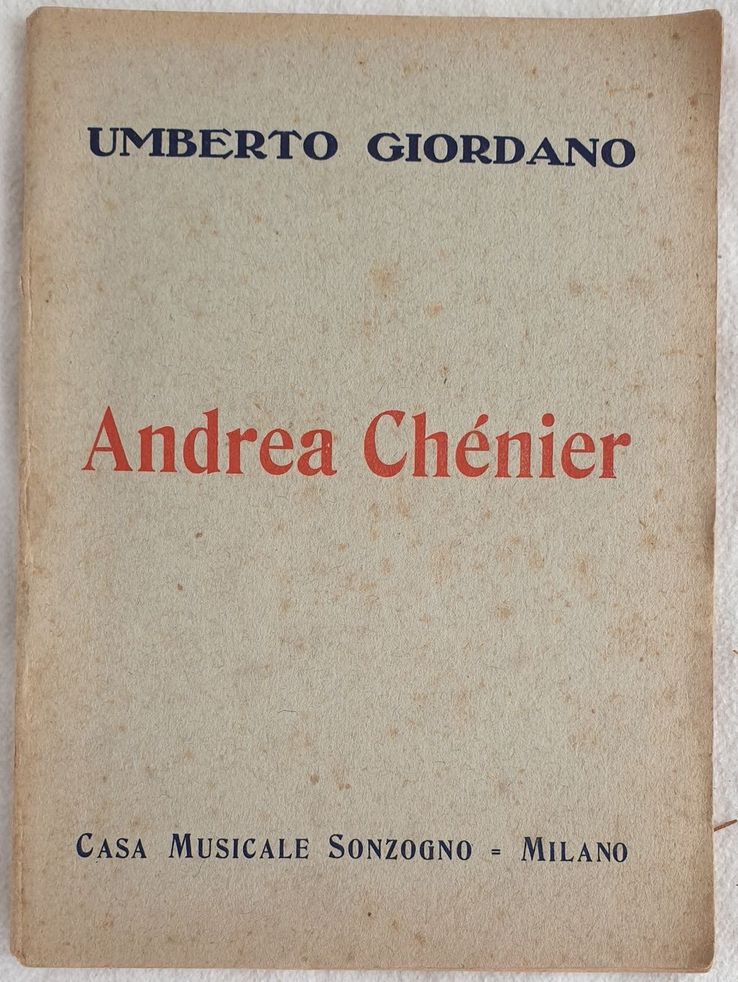 UMBERTO GIORDANO
Andrea Chénier
CASA MUSICALE SONZOGNO = MILANO